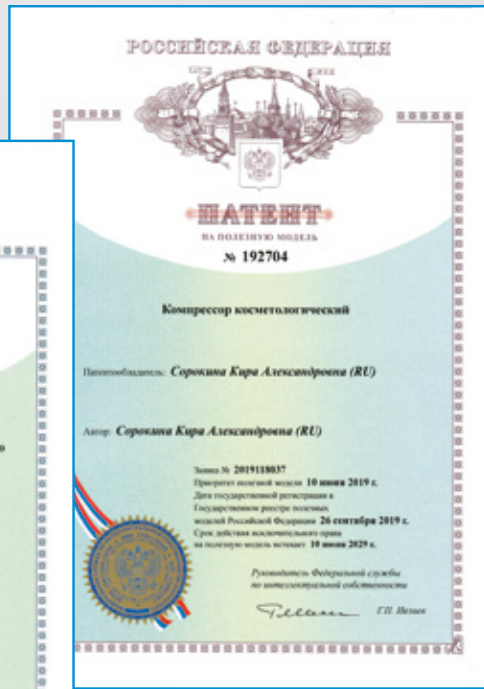 РОССИЙСКАЯ ФЕДЕРАЦИЯ
ПАТЕНТ
НА ПОЛЕЗНУЮ МОДЕЛЬ
№ 192704
Компрессор косметологический
Патентообладатель: Сорокина Кира Александровна (RU)
Автор: Сорокина Кира Александровна (RU)
Заявка № 2019118037
Приоритет полезной модели 10 июня 2019 г.
Дата государственной регистрации в
Государственном реестре полезных
моделей Российской Федерации 26 сентября 2019 г.
Срок действия исключительного права
на полезную модель истекает 10 июня 2029 г.
Руководитель Федеральной службы
по интеллектуальной собственности
Г.П. Ивлиев